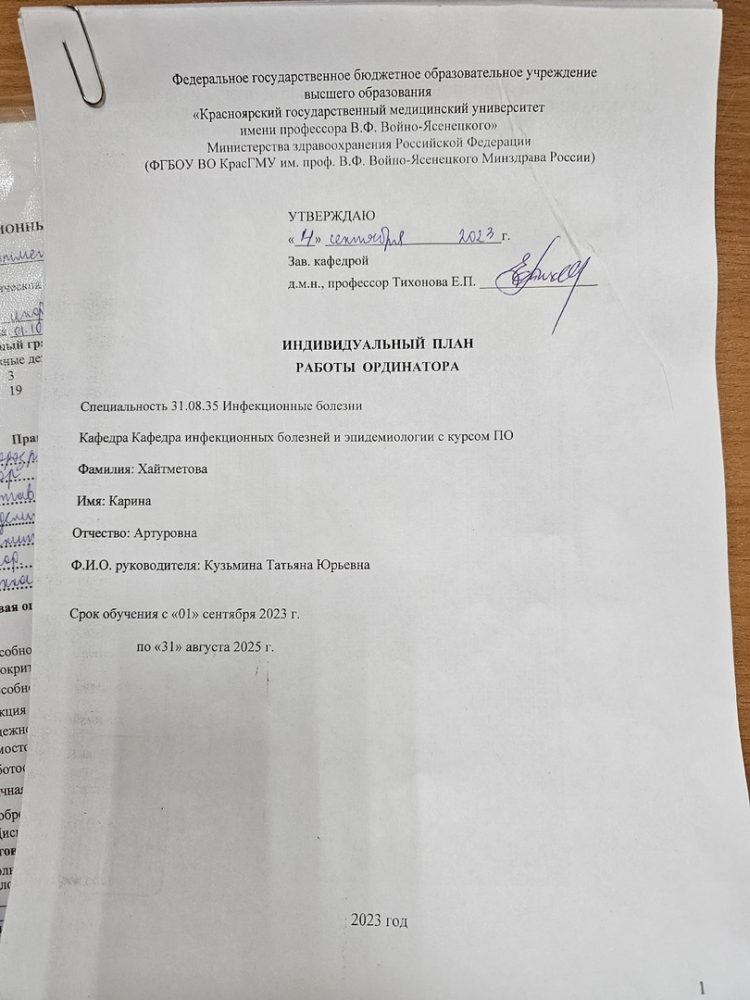 Федеральное государственное бюджетное образовательное учреждение
высшего образования
«Красноярский государственный медицинский университет
имени профессора В.Ф. Войно-Ясенецкого»
Министерства здравоохранения Российской Федерации
(ФГБОУ ВО КрасГМУ им. проф. В.Ф. Войно-Ясенецкого Минздрава России)
УТВЕРЖДАЮ
«4» сентября 2023 г.
Зав. кафедрой
д.м.н., профессор Тихонова Е.П.
ИНДИВИДУАЛЬНЫЙ ПЛАН
РАБОТЫ ОРДИНАТОРА
Специальность 31.08.35 Инфекционные болезни
Кафедра Кафедра инфекционных болезней и эпидемиологии с курсом ПО
Фамилия: Хайтметова
Имя: Карина
Отчество: Артуровна
Ф.И.О. руководителя: Кузьмина Татьяна Юрьевна
Срок обучения с «01» сентября 2023 г.
по «31» августа 2025 г.
2023 год
1
3
19